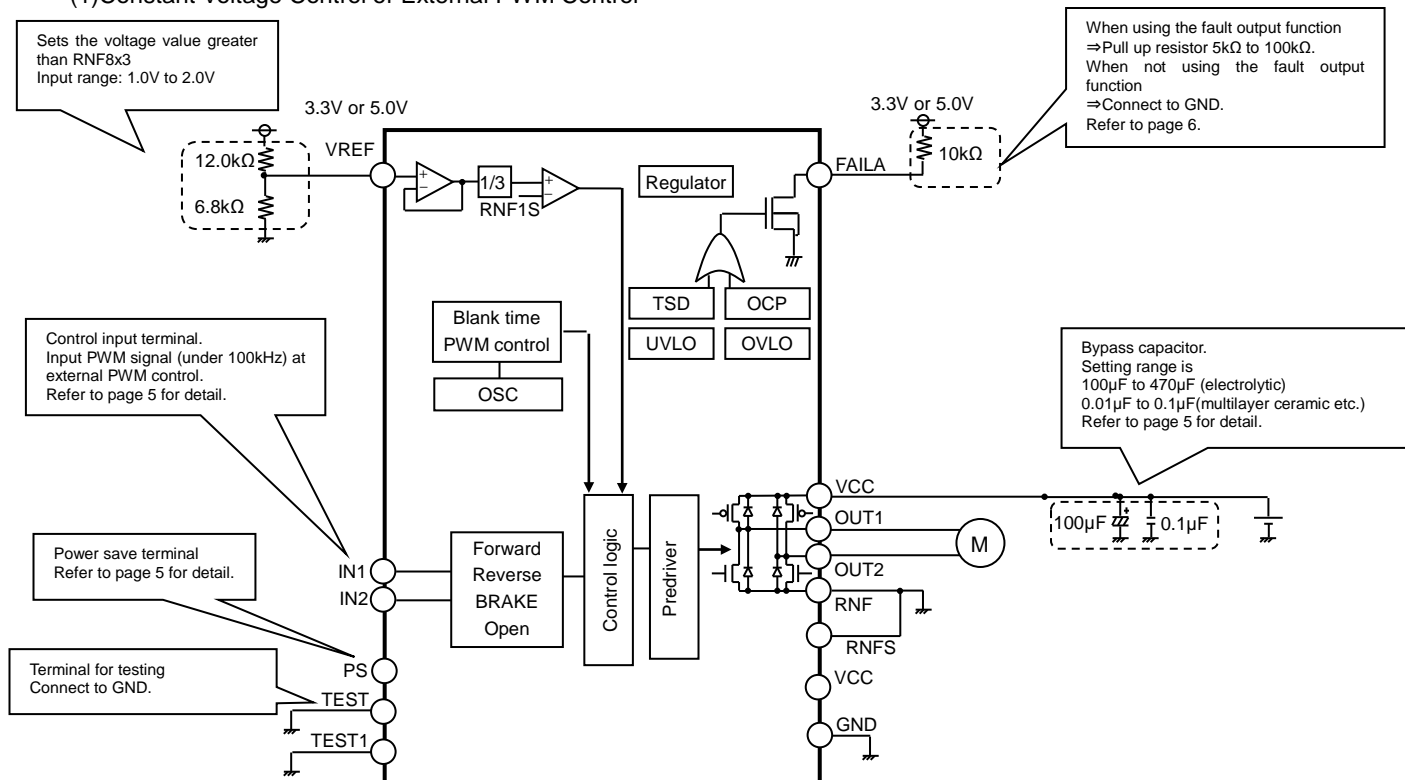 (1)Constant Voltage Control or External PWM Control
Sets the voltage value greater
than RNF8x3
Input range: 1.0V to 2.0V
When using the fault output function
⇒Pull up resistor 5kΩ to 100kΩ.
When not using the fault output
function
⇒Connect to GND.
Refer to page 6.
3.3V or 5.0V
3.3V or 5.0V
12.0kΩ
6.8kΩ
VREF
1/3
RNF1S
Regulator
FAILA
10kΩ
TSD
OCP
UVLO
OVLO
Blank time
PWM control
OSC
Control input terminal.
Input PWM signal (under 100kHz) at
external PWM control.
Refer to page 5 for detail.
Bypass capacitor.
Setting range is
100µF to 470µF (electrolytic)
0.01µF to 0.1µF(multilayer ceramic etc.)
Refer to page 5 for detail.
Power save terminal
Refer to page 5 for detail.
Terminal for testing
Connect to GND.
IN1
IN2
PS
TEST
TEST1
Forward
Reverse
BRAKE
Open
Control logic
Predriver
VCC
OUT1
OUT2
RNF
RNFS
VCC
GND
M
100µF
0.1µF